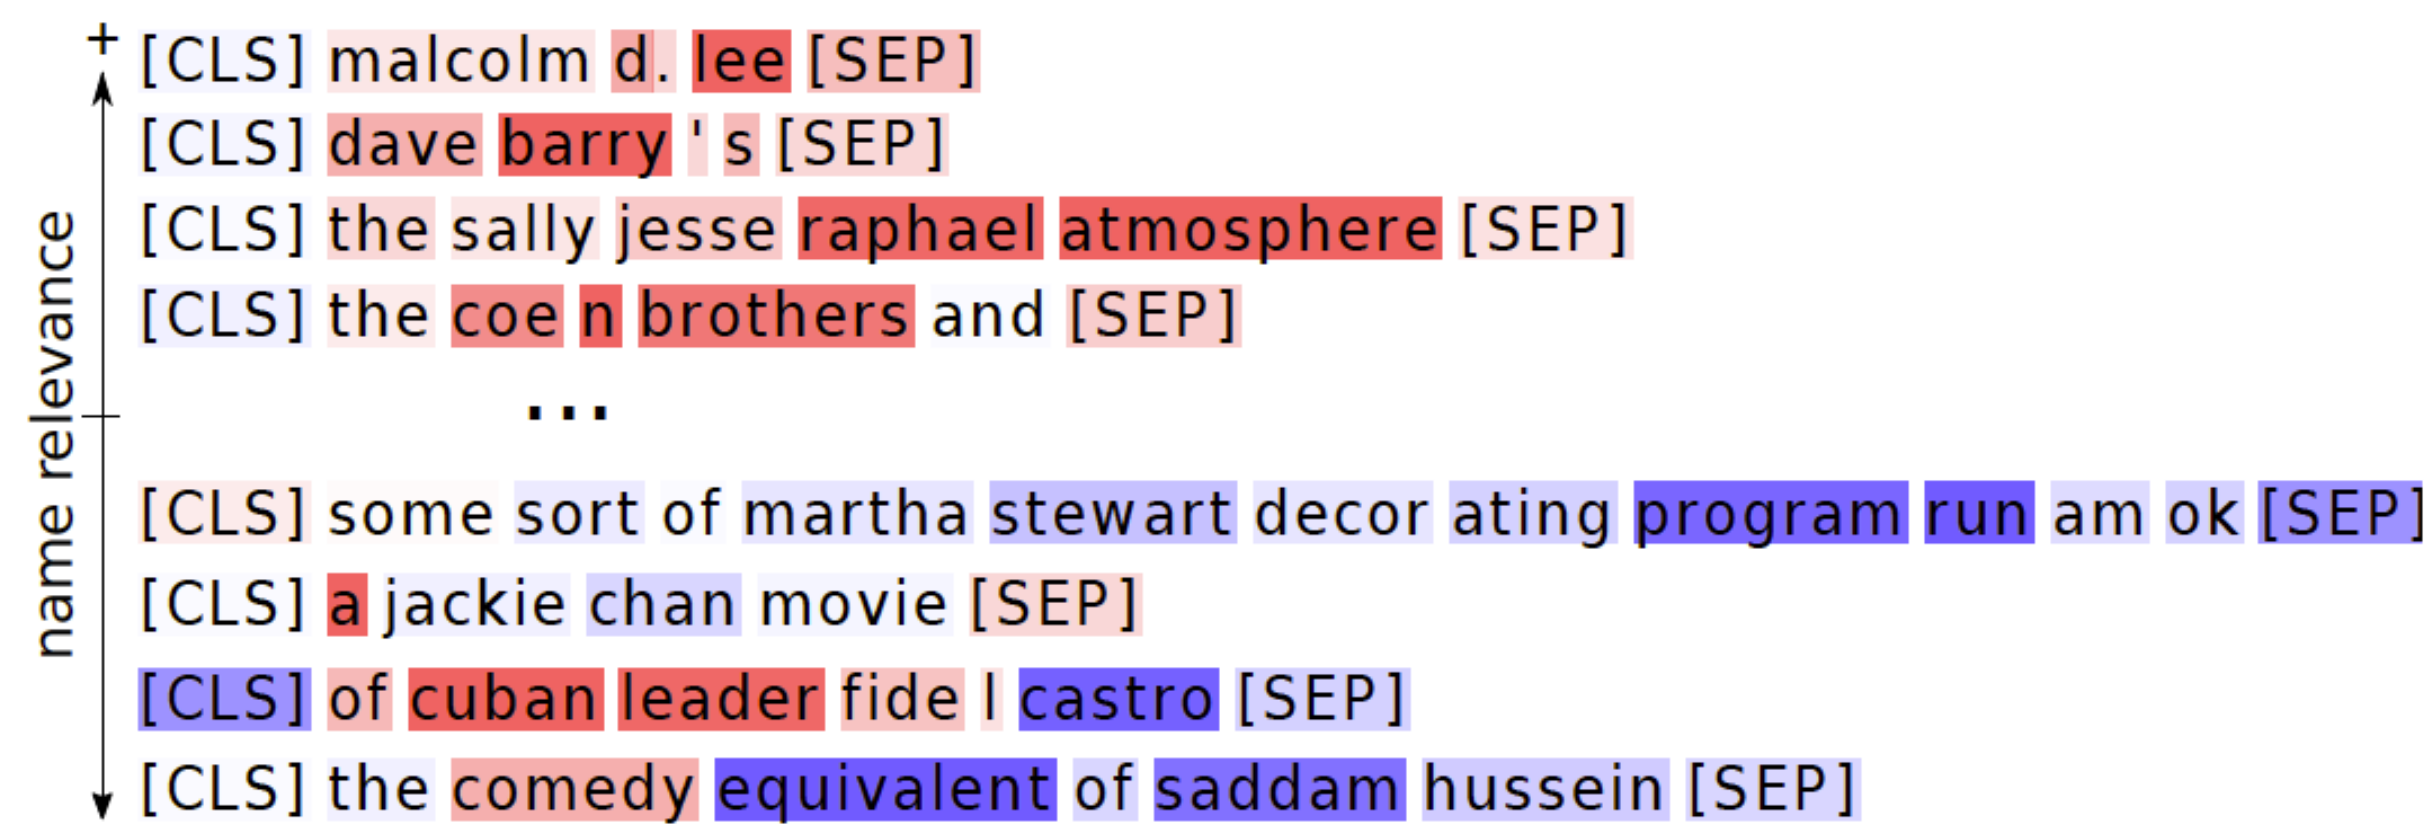 +
[CLS] malcolm d. lee [SEP]
[CLS] dave barry ' s [SEP]
[CLS] the sally jesse raphael atmosphere [SEP]
[CLS] the coe n brothers and [SEP]
...
[CLS] some sort of martha stewart decor ating program run am ok [SEP]
[CLS] a jackie chan movie [SEP]
[CLS] of cuban leader fide l castro [SEP]
[CLS] the comedy equivalent of saddam hussein [SEP]
name relevance